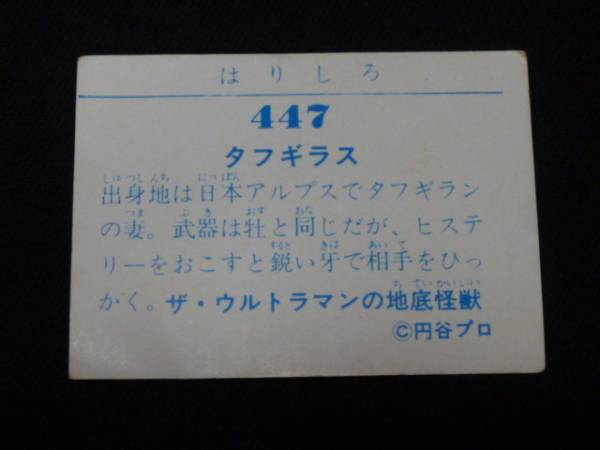 はりしろ
447
タフギラス
出身地は日本アルプスでタフギラン
の妻。武器は牡と同じだが、ヒステ
リーをおこすと鋭い牙で相手をひっ
かく。ザ・ウルトラマンの地底怪獣
©円谷プロ